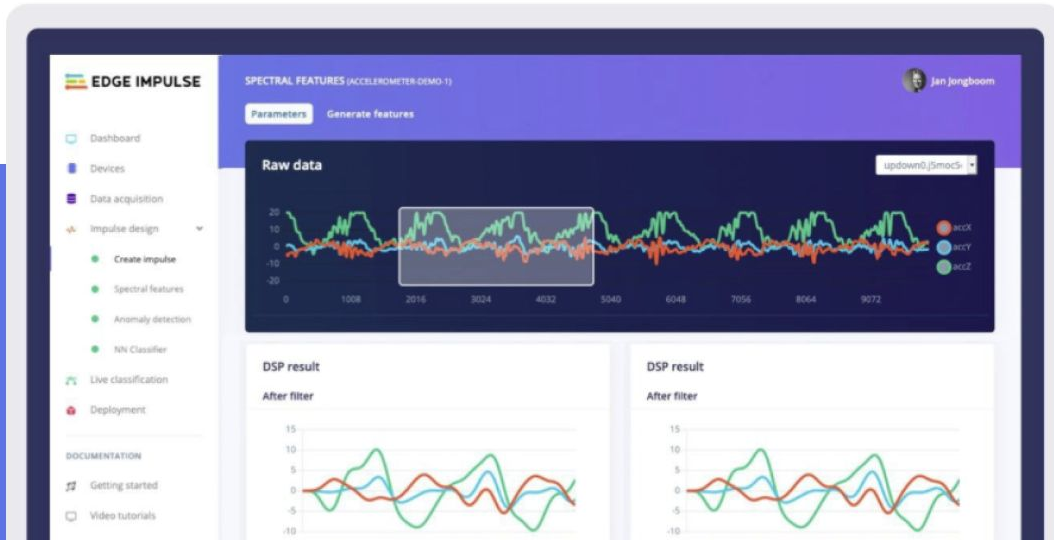 EDGE IMPULSE
Dashboard
Devices
Data acquisition
Impulse design
Create impulse
Spectral features
Anomaly detection
NN Classifier
Live classification
Deployment
DOCUMENTATION
Getting started
Video tutorials
SPECTRAL FEATURES (ACCELEROMETER-DEMO-1)
Jan Jongboom
Parameters
Generate features
Raw data
updown0.j5moc5
20
10
0
-10
-20
0 1008 2016 3024 4032 5040 6048 7056 8064 9072
accX
accY
accZ
DSP result
After filter
15
10
5
0
-5
-10
DSP result
After filter
15
10
5
0
-5
-10